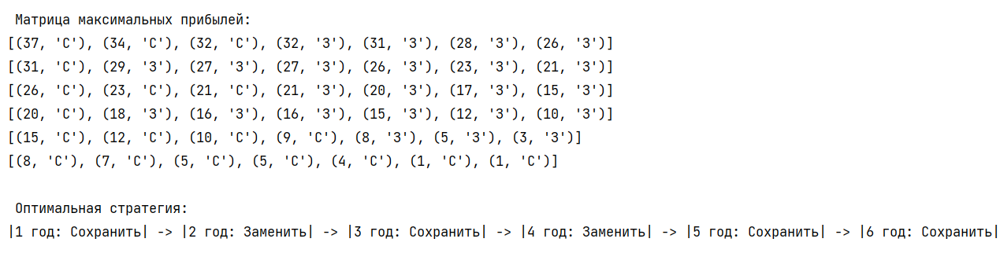 Матрица максимальных прибылей:
[(37, 'С'), (34, 'С'), (32, 'С'), (32, 'З'), (31, 'З'), (28, 'З'), (26, 'З')]
[(31, 'С'), (29, 'З'), (27, 'З'), (27, 'З'), (26, 'З'), (23, 'З'), (21, 'З')]
[(26, 'С'), (23, 'С'), (21, 'С'), (21, 'З'), (20, 'З'), (17, 'З'), (15, 'З')]
[(20, 'С'), (18, 'З'), (16, 'З'), (16, 'З'), (15, 'З'), (12, 'З'), (10, 'З')]
[(15, 'С'), (12, 'С'), (10, 'С'), (9, 'С'), (8, 'З'), (5, 'З'), (3, 'З')]
[(8, 'С'), (7, 'С'), (5, 'С'), (5, 'С'), (4, 'С'), (1, 'С'), (1, 'С')]
Оптимальная стратегия:
|1 год: Сохранить| -> |2 год: Заменить| -> |3 год: Сохранить| -> |4 год: Заменить| -> |5 год: Сохранить| -> |6 год: Сохранить|